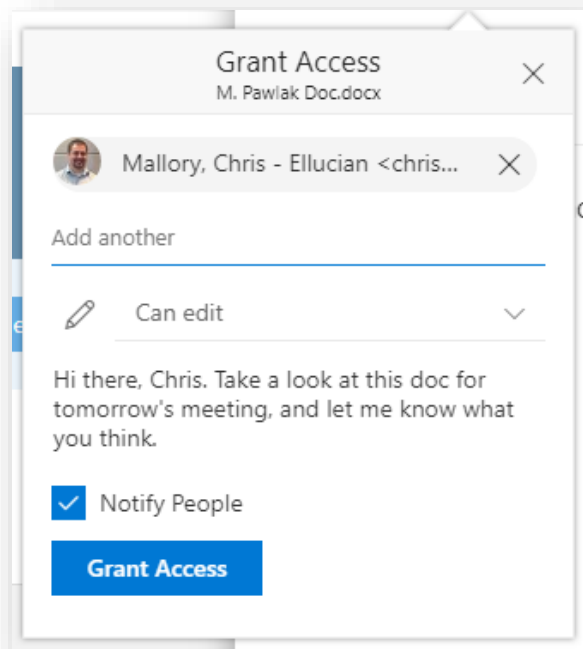 Grant Access
M. Pawlak Doc.docx
Mallory, Chris - Ellucian <chris...
Add another
Can edit
Hi there, Chris. Take a look at this doc for
tomorrow's meeting, and let me know what
you think.
Notify People
Grant Access